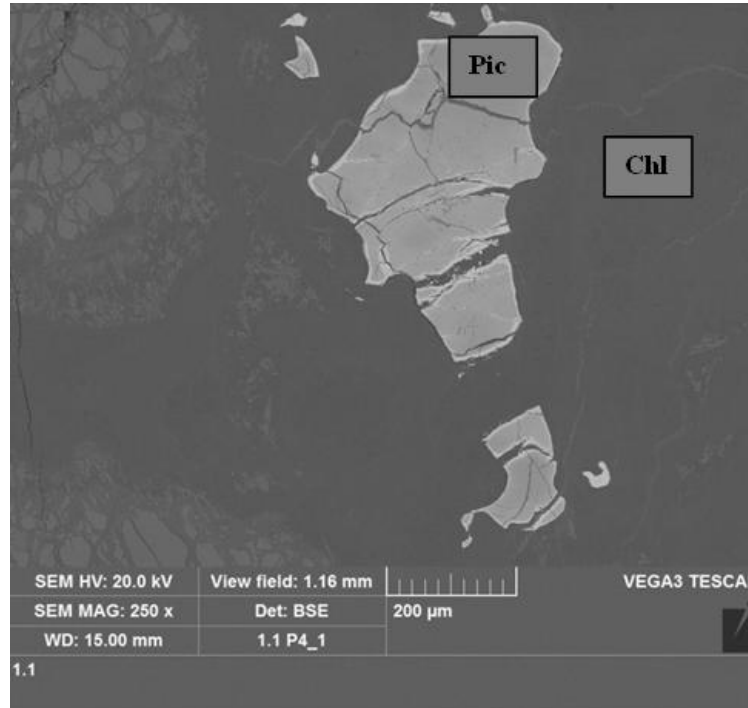 Pic
Chl
SEM HV: 20.0 kV View field: 1.16 mm VEGA3 TESCA
SEM MAG: 250 x Det: BSE 200 μm
WD: 15.00 mm 1.1 P4_1
1.1